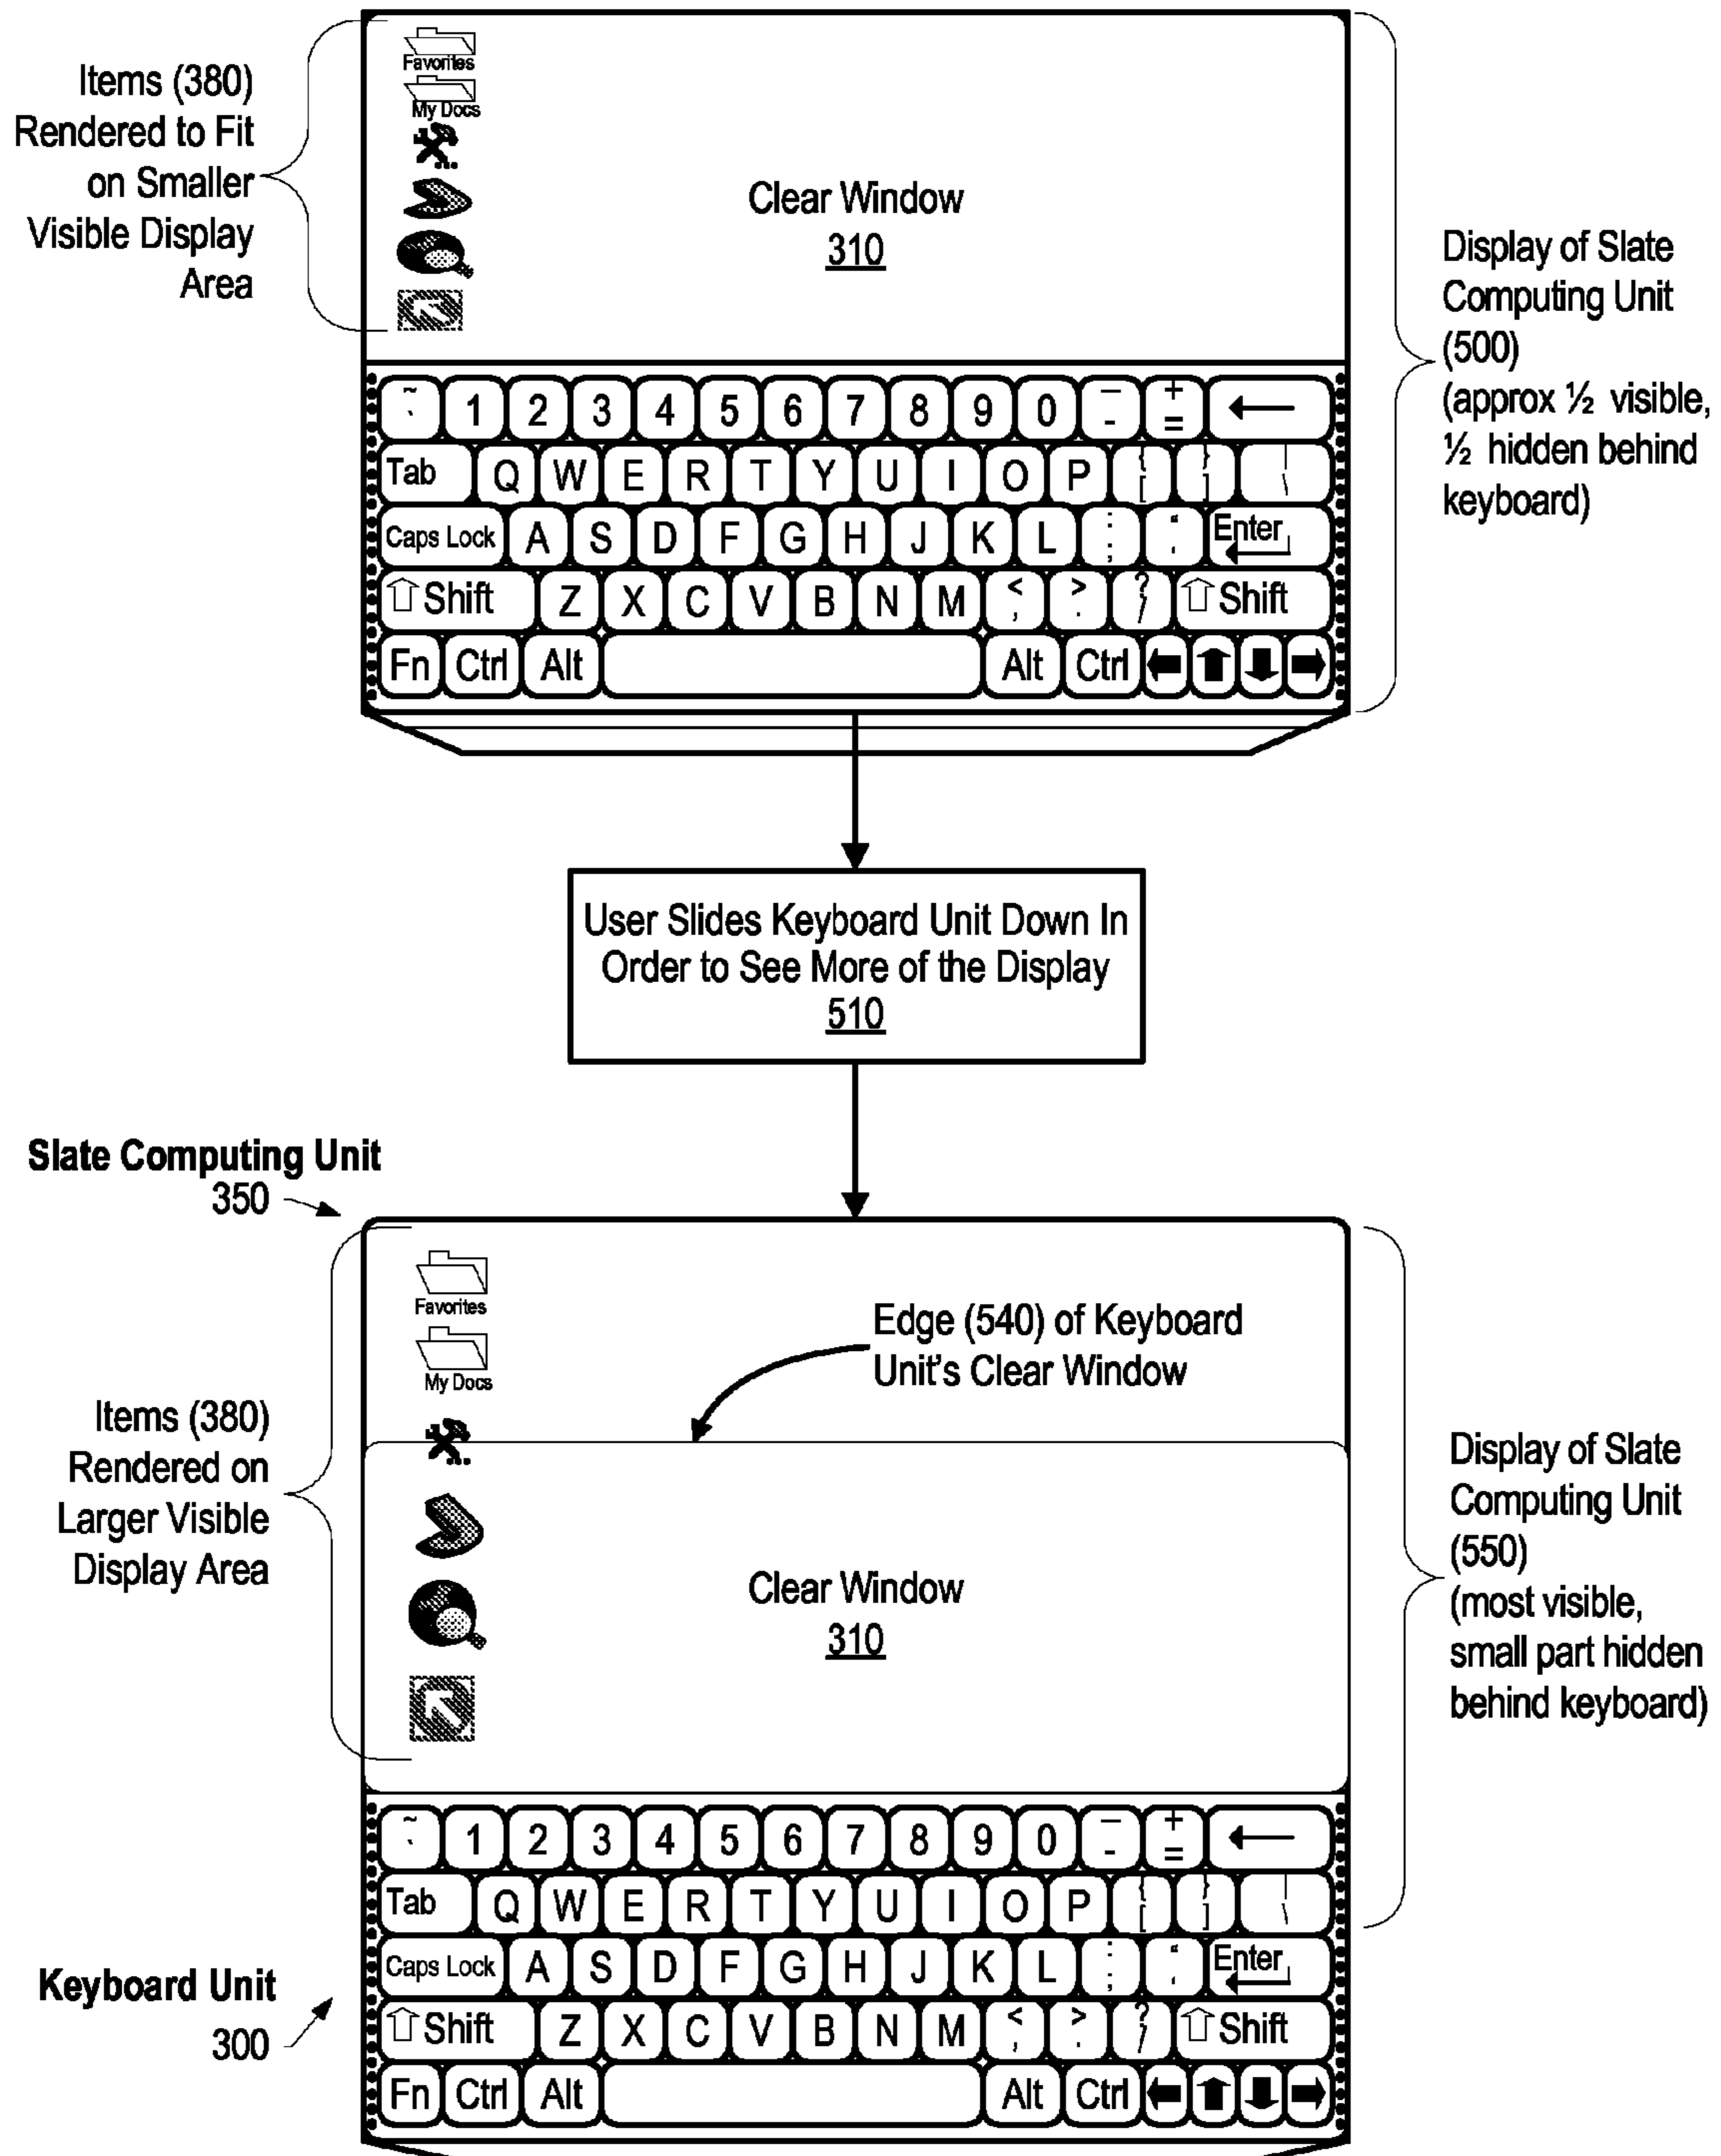 Items (380)
Rendered to Fit
on Smaller
Visible Display
Area
Favorites
My Docs
Clear Window
310
Display of Slate
Computing Unit
(500)
(approx ½ visible,
½ hidden behind
keyboard)
~ ` 1 2 3 4 5 6 7 8 9 0 _ - + =
Tab Q W E R T Y U I O P { [ } ] | \
Caps Lock A S D F G H J K L : ; " ' Enter
Shift Z X C V B N M < , > . ? / Shift
Fn Ctrl Alt Alt Ctrl
User Slides Keyboard Unit Down In
Order to See More of the Display
510
Slate Computing Unit
350
Favorites
My Docs
Edge (540) of Keyboard
Unit's Clear Window
Items (380)
Rendered on
Larger Visible
Display Area
Clear Window
310
Display of Slate
Computing Unit
(550)
(most visible,
small part hidden
behind keyboard)
~ ` 1 2 3 4 5 6 7 8 9 0 _ - + =
Tab Q W E R T Y U I O P { [ } ] | \
Caps Lock A S D F G H J K L : ; " ' Enter
Shift Z X C V B N M < , > . ? / Shift
Fn Ctrl Alt Alt Ctrl
Keyboard Unit
300